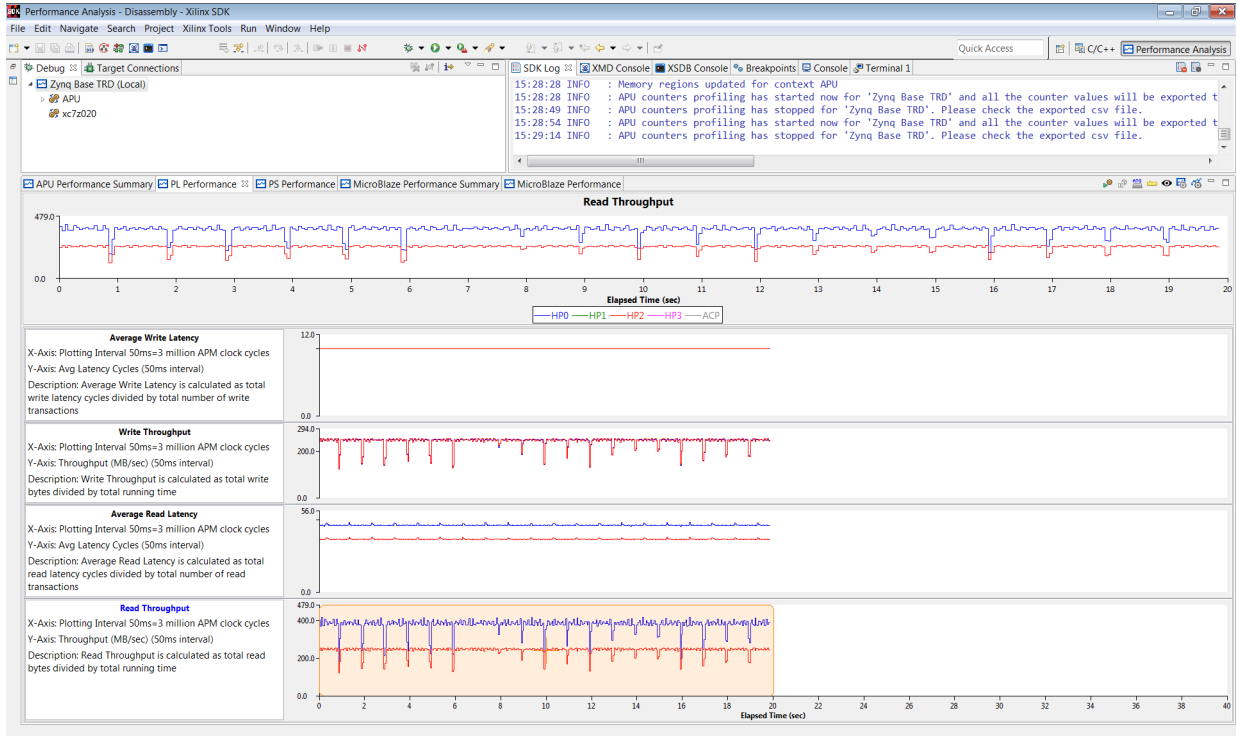 Performance Analysis - Disassembly - Xilinx SDK
File Edit Navigate Search Project Xilinx Tools Run Window Help
Quick Access
C/C++
Performance Analysis
Debug
Target Connections
Zynq Base TRD (Local)
APU
xc7z020
SDK Log
XMD Console
XSDB Console
Breakpoints
Console
Terminal 1
15:28:28 INFO : Memory regions updated for context APU
15:28:28 INFO : APU counters profiling has started now for 'Zynq Base TRD' and all the counter values will be exported t
15:28:49 INFO : APU counters profiling has stopped for 'Zynq Base TRD'. Please check the exported csv file.
15:28:54 INFO : APU counters profiling has started now for 'Zynq Base TRD' and all the counter values will be exported t
15:29:14 INFO : APU counters profiling has stopped for 'Zynq Base TRD'. Please check the exported csv file.
APU Performance Summary
PL Performance
PS Performance
MicroBlaze Performance Summary
MicroBlaze Performance
Read Throughput
479.0
0.0
0 1 2 3 4 5 6 7 8 9 10 11 12 13 14 15 16 17 18 19 20
Elapsed Time (sec)
HP0 HP1 HP2 HP3 ACP
Average Write Latency
X-Axis: Plotting Interval 50ms=3 million APM clock cycles
Y-Axis: Avg Latency Cycles (50ms interval)
Description: Average Write Latency is calculated as total
write latency cycles divided by total number of write
transactions
12.0
0.0
Write Throughput
X-Axis: Plotting Interval 50ms=3 million APM clock cycles
Y-Axis: Throughput (MB/sec) (50ms interval)
Description: Write Throughput is calculated as total write
bytes divided by total running time
294.0
200.0
0.0
Average Read Latency
X-Axis: Plotting Interval 50ms=3 million APM clock cycles
Y-Axis: Avg Latency Cycles (50ms interval)
Description: Average Read Latency is calculated as total
read latency cycles divided by total number of read
transactions
56.0
0.0
Read Throughput
X-Axis: Plotting Interval 50ms=3 million APM clock cycles
Y-Axis: Throughput (MB/sec) (50ms interval)
Description: Read Throughput is calculated as total read
bytes divided by total running time
479.0
400.0
200.0
0.0
0 2 4 6 8 10 12 14 16 18 20 22 24 26 28 30 32 34 36 38 40
Elapsed Time (sec)